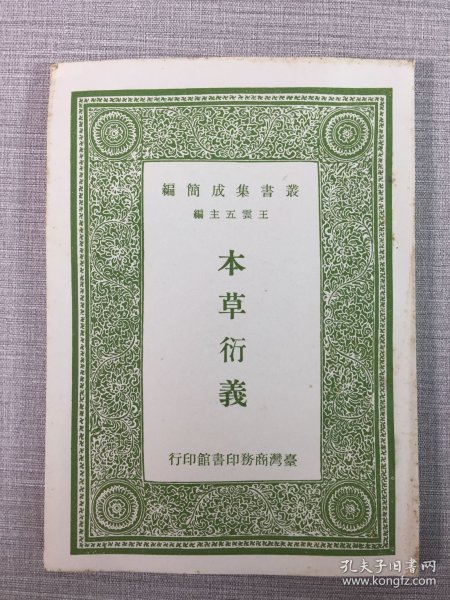 叢書集成簡編
王雲五主編
本草衍義
臺灣商務印書館印行
孔夫子旧书网
www.kongfz.com